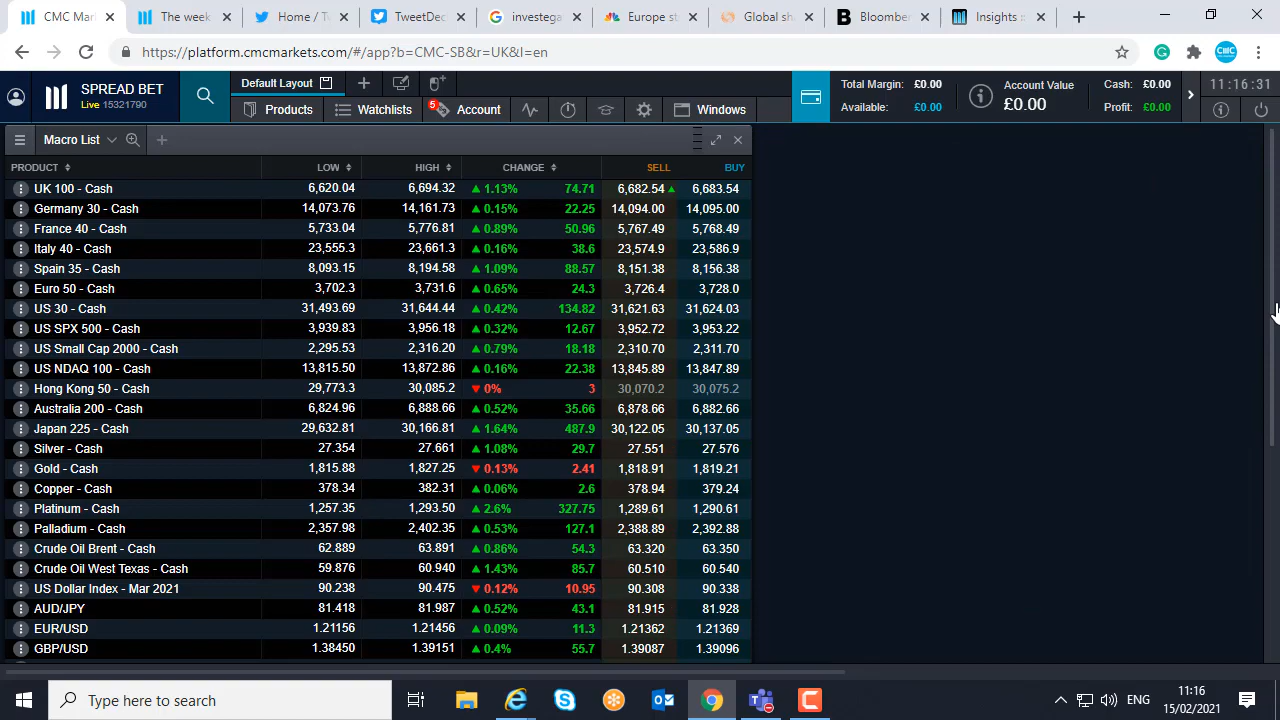 CMC Mar
The week
Home / Tw
TweetDec
investega
Europe st
Global sh
Bloomber
Insights :
https://platform.cmcmarkets.com/#/app?b=CMC-SB&r=UK&l=en
SPREAD BET
Live 15321790
Default Layout
Products
Watchlists
5
Account
Windows
Total Margin: £0.00
Available: £0.00
Account Value
£0.00
Cash: £0.00
Profit: £0.00
11:16:31
Macro List
PRODUCT LOW HIGH CHANGE SELL BUY
UK 100 - Cash 6,620.04 6,694.32 1.13% 74.71 6,682.54 6,683.54
Germany 30 - Cash 14,073.76 14,161.73 0.15% 22.25 14,094.00 14,095.00
France 40 - Cash 5,733.04 5,776.81 0.89% 50.96 5,767.49 5,768.49
Italy 40 - Cash 23,555.3 23,661.3 0.16% 38.6 23,574.9 23,586.9
Spain 35 - Cash 8,093.15 8,194.58 1.09% 88.57 8,151.38 8,156.38
Euro 50 - Cash 3,702.3 3,731.6 0.65% 24.3 3,726.4 3,728.0
US 30 - Cash 31,493.69 31,644.44 0.42% 134.82 31,621.63 31,624.03
US SPX 500 - Cash 3,939.83 3,956.18 0.32% 12.67 3,952.72 3,953.22
US Small Cap 2000 - Cash 2,295.53 2,316.20 0.79% 18.18 2,310.70 2,311.70
US NDAQ 100 - Cash 13,815.50 13,872.86 0.16% 22.38 13,845.89 13,847.89
Hong Kong 50 - Cash 29,773.3 30,085.2 0% 3 30,070.2 30,075.2
Australia 200 - Cash 6,824.96 6,888.66 0.52% 35.66 6,878.66 6,882.66
Japan 225 - Cash 29,632.81 30,166.81 1.64% 487.9 30,122.05 30,137.05
Silver - Cash 27.354 27.661 1.08% 29.7 27.551 27.576
Gold - Cash 1,815.88 1,827.25 0.13% 2.41 1,818.91 1,819.21
Copper - Cash 378.34 382.31 0.06% 2.6 378.94 379.24
Platinum - Cash 1,257.35 1,293.50 2.6% 327.75 1,289.61 1,290.61
Palladium - Cash 2,357.98 2,402.35 0.53% 127.1 2,388.89 2,392.88
Crude Oil Brent - Cash 62.889 63.891 0.86% 54.3 63.320 63.350
Crude Oil West Texas - Cash 59.876 60.940 1.43% 85.7 60.510 60.540
US Dollar Index - Mar 2021 90.238 90.475 0.12% 10.95 90.308 90.338
AUD/JPY 81.418 81.987 0.52% 43.1 81.915 81.928
EUR/USD 1.21156 1.21456 0.09% 11.3 1.21362 1.21369
GBP/USD 1.38450 1.39151 0.4% 55.7 1.39087 1.39096
Type here to search
ENG
11:16
15/02/2021